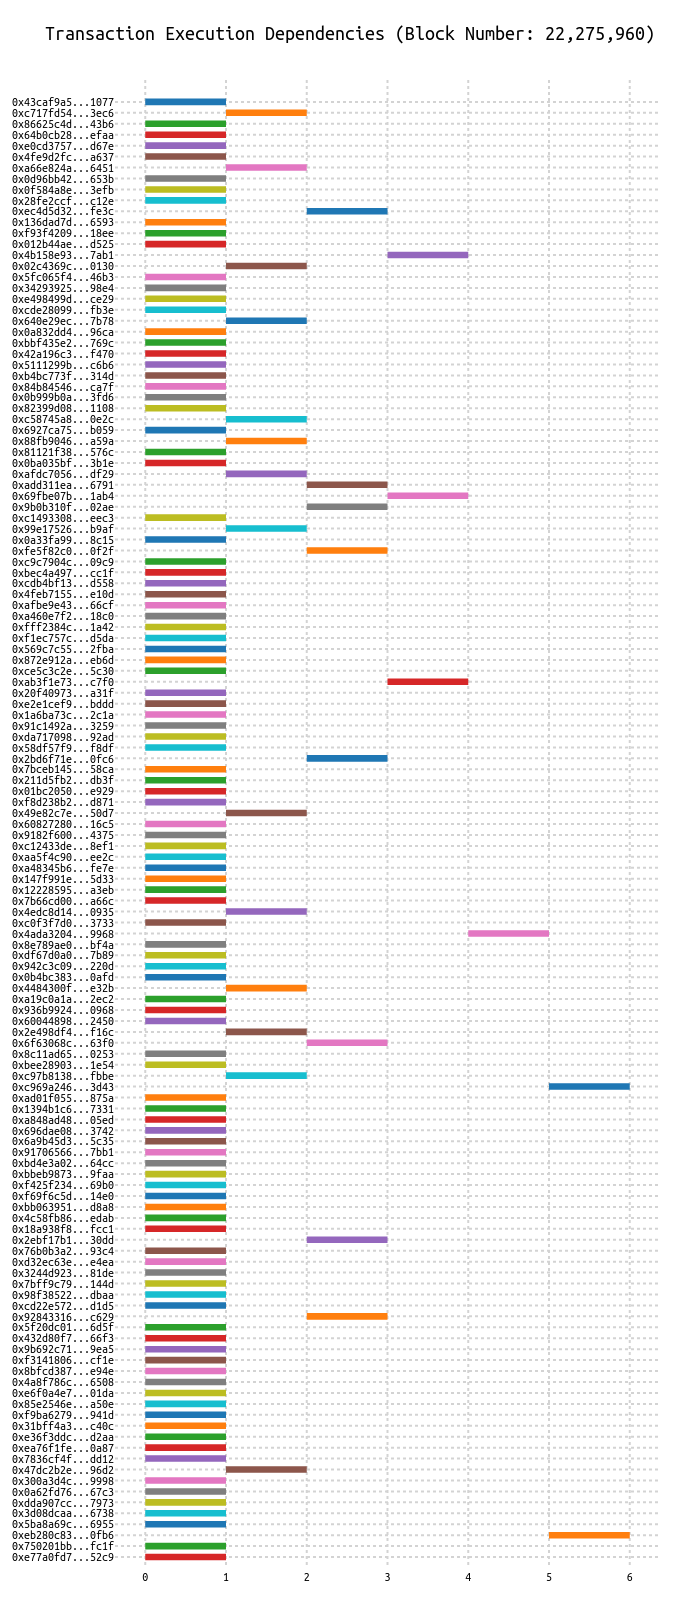 Transaction Execution Dependencies (Block Number: 22,275,960)
0x43caf9a5...1077
0xc717fd54...3ec6
0x86625c4d...43b6
0x64b0cb28...efaa
0xe0cd3757...d67e
0x4fe9d2fc...a637
0xa66e824a...6451
0x0d96bb42...653b
0x0f584a8e...3efb
0x28fe2ccf...c12e
0xec4d5d32...fe3c
0x136dad7d...6593
0xf93f4209...18ee
0x012b44ae...d525
0x4b158e93...7ab1
0x02c4369c...0130
0x5fc065f4...46b3
0x34293925...98e4
0xe498499d...ce29
0xcde28099...fb3e
0x640e29ec...7b78
0x0a832dd4...96ca
0xbbf435e2...769c
0x42a196c3...f470
0x5111299b...c6b6
0xb4bc773f...314d
0x84b84546...ca7f
0x0b999b0a...3fd6
0x82399d08...1108
0xc58745a8...0e2c
0x6927ca75...b059
0x88fb9046...a59a
0x81121f38...576c
0x0ba035bf...3b1e
0xafdc7056...df29
0xadd311ea...6791
0x69fbe07b...1ab4
0x9b0b310f...02ae
0xc1493308...eec3
0x99e17526...b9af
0x0a33fa99...8c15
0xfe5f82c0...0f2f
0xc9c7904c...09c9
0xbec4a497...cc1f
0xcdb4bf13...d558
0x4feb7155...e10d
0xafbe9e43...66cf
0xa460e7f2...18c0
0xfff2384c...1a42
0xf1ec757c...d5da
0x569c7c55...2fba
0x872e912a...eb6d
0xce5c3c2e...5c30
0xab3f1e73...c7f0
0x20f40973...a31f
0xe2e1cef9...bddd
0x1a6ba73c...2c1a
0x91c1492a...3259
0xda717098...92ad
0x58df57f9...f8df
0x2bd6f71e...0fc6
0x7bceb145...58ca
0x211d5fb2...db3f
0x01bc2050...e929
0xf8d238b2...d871
0x49e82c7e...50d7
0x60827280...16c5
0x9182f600...4375
0xc12433de...8ef1
0xaa5f4c90...ee2c
0xa48345b6...fe7e
0x147f991e...5d33
0x12228595...a3eb
0x7b66cd00...a66c
0x4edc8d14...0935
0xc0f3f7d0...3733
0x4ada3204...9968
0x8e789ae0...bf4a
0xdf67d0a0...7b89
0x942c3c09...220d
0x0b4bc383...0afd
0x4484300f...e32b
0xa19c0a1a...2ec2
0x936b9924...0968
0x60044898...2450
0x2e498df4...f16c
0x6f63068c...63f0
0x8c11ad65...0253
0xbee28903...1e54
0xc97b8138...fbbe
0xc969a246...3d43
0xad01f055...875a
0x1394b1c6...7331
0xa848ad48...05ed
0x696dae08...3742
0x6a9b45d3...5c35
0x91706566...7bb1
0xbd4e3a02...64cc
0xbbeb9873...9faa
0xf425f234...69b0
0xf69f6c5d...14e0
0xbb063951...d8a8
0x4c58fb86...edab
0x18a938f8...fcc1
0x2ebf17b1...30dd
0x76b0b3a2...93c4
0xd32ec63e...e4ea
0x3244d923...81de
0x7bff9c79...144d
0x98f38522...dbaa
0xcd22e572...d1d5
0x92843316...c629
0x5f20dc01...6d5f
0x432d80f7...66f3
0x9b692c71...9ea5
0xf3141806...cf1e
0x8bfcd387...e94e
0x4a8f786c...6508
0xe6f0a4e7...01da
0x85e2546e...a50e
0xf9ba6279...941d
0x31bff4a3...c40c
0xe36f3ddc...d2aa
0xea76f1fe...0a87
0x7836cf4f...dd12
0x47dc2b2e...96d2
0x300a3d4c...9998
0x0a62fd76...67c3
0xdda907cc...7973
0x3d08dcaa...6738
0x5ba8a69c...6955
0xeb280c83...0fb6
0x750201bb...fc1f
0xe77a0fd7...52c9
0 1 2 3 4 5 6